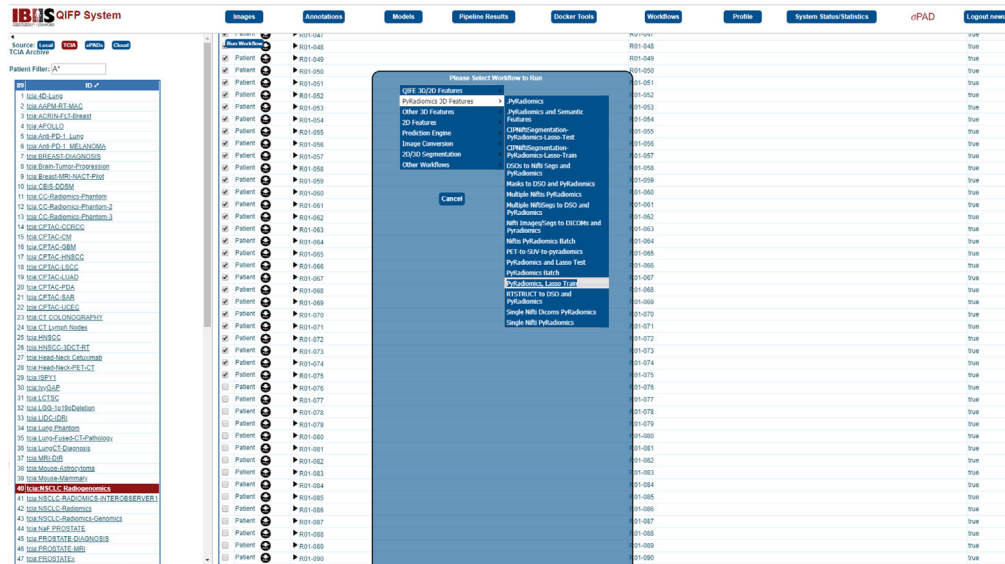 IBIIS QIFP System
Images
Annotations
Models
Pipeline Results
Docker Tools
Workflows
Profile
System Status/Statistics
ePAD
Logout
Source: Local TCIA ePADs Cloud
TCIA Archive
Patient Filter: A*
89 ID
1 tcia:4D-Lung
2 tcia:AAPM-RT-MAC
3 tcia:ACRIN-FLT-Breast
4 tcia:APOLLO
5 tcia:Anti-PD-1_Lung
6 tcia:Anti-PD-1_MELANOMA
7 tcia:BREAST-DIAGNOSIS
8 tcia:Brain-Tumor-Progression
9 tcia:Breast-MRI-NACT-Pilot
10 tcia:CBIS-DDSM
11 tcia:CC-Radiomics-Phantom
12 tcia:CC-Radiomics-Phantom-2
13 tcia:CC-Radiomics-Phantom-3
14 tcia:CPTAC-CCRCC
15 tcia:CPTAC-CM
16 tcia:CPTAC-GBM
17 tcia:CPTAC-HNSCC
18 tcia:CPTAC-LSCC
19 tcia:CPTAC-LUAD
20 tcia:CPTAC-PDA
21 tcia:CPTAC-SAR
22 tcia:CPTAC-UCEC
23 tcia:CT COLONOGRAPHY
24 tcia:CT Lymph Nodes
25 tcia:HNSCC
26 tcia:HNSCC-3DCT-RT
27 tcia:Head-Neck Cetuximab
28 tcia:Head-Neck-PET-CT
29 tcia:ISPY1
30 tcia:IvyGAP
31 tcia:LCTSC
32 tcia:LGG-1p19qDeletion
33 tcia:LIDC-IDRI
34 tcia:Lung Phantom
35 tcia:Lung-Fused-CT-Pathology
36 tcia:LungCT-Diagnosis
37 tcia:MRI-DIR
38 tcia:Mouse-Astrocytoma
39 tcia:Mouse-Mammary
40 tcia:NSCLC Radiogenomics
41 tcia:NSCLC-RADIOMICS-INTEROBSERVER1
42 tcia:NSCLC-Radiomics
43 tcia:NSCLC-Radiomics-Genomics
44 tcia:NaF PROSTATE
45 tcia:PROSTATE-DIAGNOSIS
46 tcia:PROSTATE-MRI
47 tcia:PROSTATEx
Patient R01-047 R01-047 true
Run Workflow R01-048 R01-048 true
Patient R01-049 R01-049 true
Patient R01-050 R01-050 true
Patient R01-051 R01-051 true
Patient R01-052 R01-052 true
Patient R01-053 R01-053 true
Patient R01-054 R01-054 true
Patient R01-055 R01-055 true
Patient R01-056 R01-056 true
Patient R01-057 R01-057 true
Patient R01-058 R01-058 true
Patient R01-059 R01-059 true
Patient R01-060 R01-060 true
Patient R01-061 R01-061 true
Patient R01-062 R01-062 true
Patient R01-063 R01-063 true
Patient R01-064 R01-064 true
Patient R01-065 R01-065 true
Patient R01-066 R01-066 true
Patient R01-067 R01-067 true
Patient R01-068 R01-068 true
Patient R01-069 R01-069 true
Patient R01-070 R01-070 true
Patient R01-071 R01-071 true
Patient R01-072 R01-072 true
Patient R01-073 R01-073 true
Patient R01-074 R01-074 true
Patient R01-075 R01-075 true
Patient R01-076 R01-076 true
Patient R01-077 R01-077 true
Patient R01-078 R01-078 true
Patient R01-079 R01-079 true
Patient R01-080 R01-080 true
Patient R01-081 R01-081 true
Patient R01-082 R01-082 true
Patient R01-083 R01-083 true
Patient R01-084 R01-084 true
Patient R01-085 R01-085 true
Patient R01-086 R01-086 true
Patient R01-087 R01-087 true
Patient R01-088 R01-088 true
Patient R01-089 R01-089 true
Patient R01-090 R01-090 true
Please Select Workflow to Run
QIFE 3D/2D Features
PyRadiomics 3D Features
Other 3D Features
2D Features
Prediction Engine
Image Conversion
2D/3D Segmentation
Other Workflows
Cancel
.PyRadiomics
.PyRadiomics and Semantic
Features
CIPNiftiSegmentation-
PyRadiomics-Lasso-Test
CIPNiftiSegmentation-
PyRadiomics-Lasso-Train
DSOs to Nifti Segs and
PyRadiomics
Masks to DSO and PyRadiomics
Multiple Niftis PyRadiomics
Multiple NiftiSegs to DSO and
PyRadiomics
Nifti Images/Segs to DICOMs and
Pyradiomics
Niftis PyRadiomics Batch
PET-to-SUV-to-pyradiomics
PyRadiomics and Lasso Test
PyRadiomics Batch
PyRadiomics, Lasso Train
RTSTRUCT to DSO and
PyRadiomics
Single Nifti Dicoms PyRadiomics
Single Nifti PyRadiomics